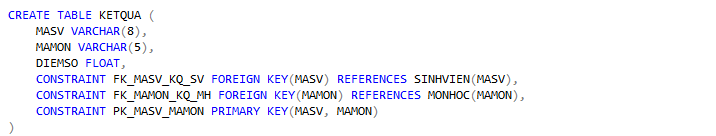 CREATE TABLE KETQUA (
MASV VARCHAR(8),
MAMON VARCHAR(5),
DIEMSO FLOAT,
CONSTRAINT FK_MASV_KQ_SV FOREIGN KEY(MASV) REFERENCES SINHVIEN(MASV),
CONSTRAINT FK_MAMON_KQ_MH FOREIGN KEY(MAMON) REFERENCES MONHOC(MAMON),
CONSTRAINT PK_MASV_MAMON PRIMARY KEY(MASV, MAMON)
)